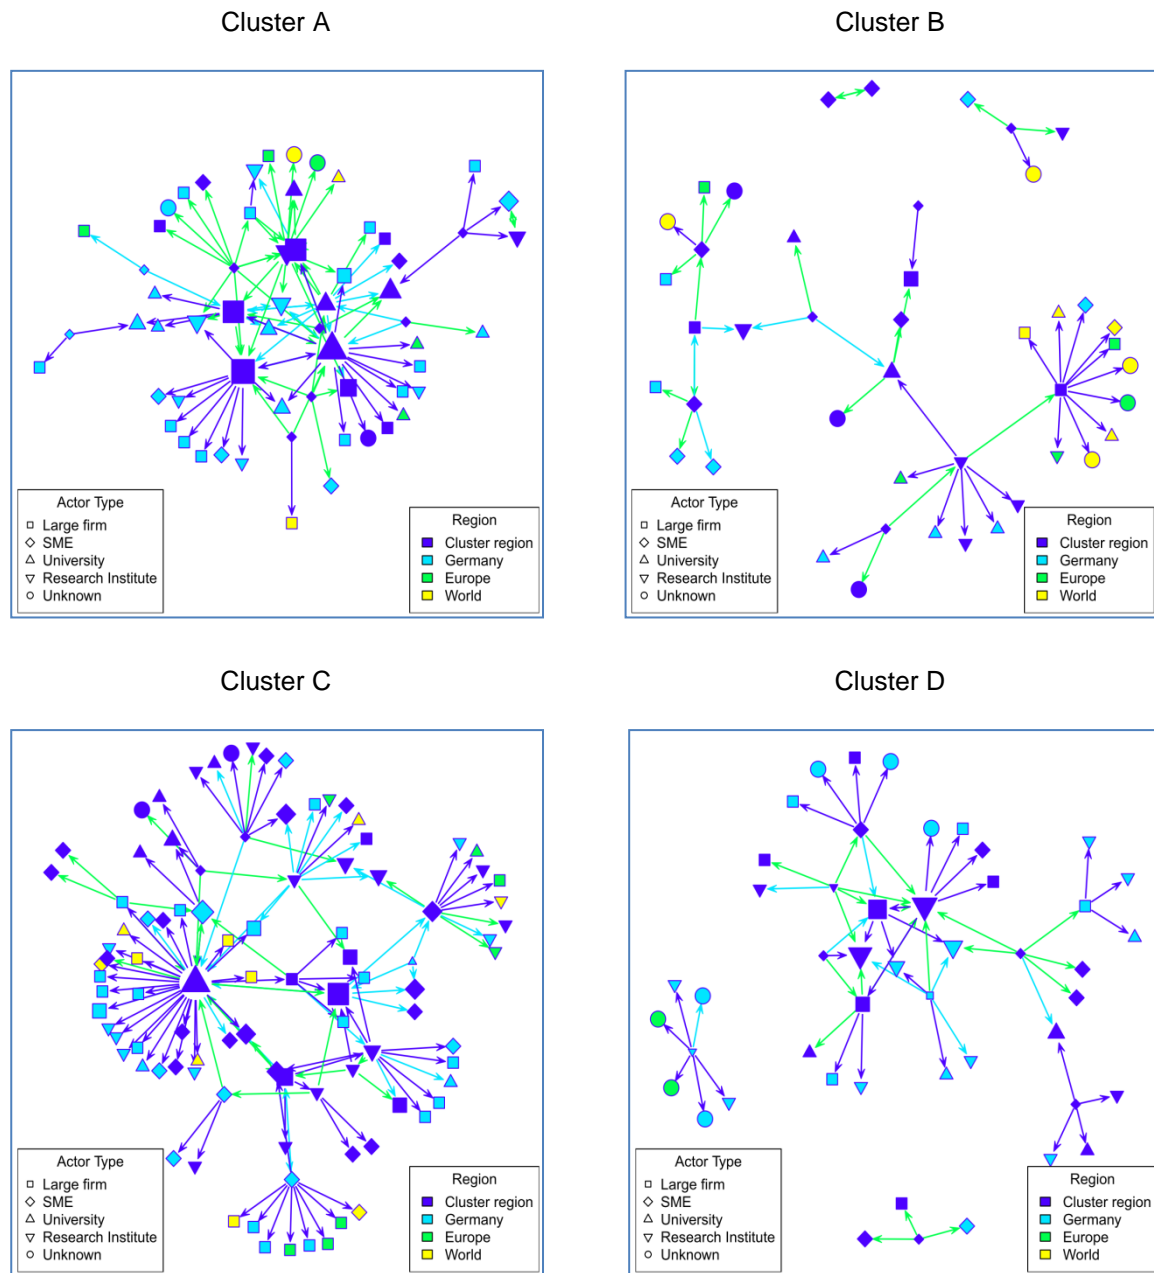 Cluster A
Cluster B
Actor Type
Large firm
SME
University
Research Institute
Unknown
Region
Cluster region
Germany
Europe
World
Actor Type
Large firm
SME
University
Research Institute
Unknown
Region
Cluster region
Germany
Europe
World
Cluster C
Cluster D
Actor Type
Large firm
SME
University
Research Institute
Unknown
Region
Cluster region
Germany
Europe
World
Actor Type
Large firm
SME
University
Research Institute
Unknown
Region
Cluster region
Germany
Europe
World